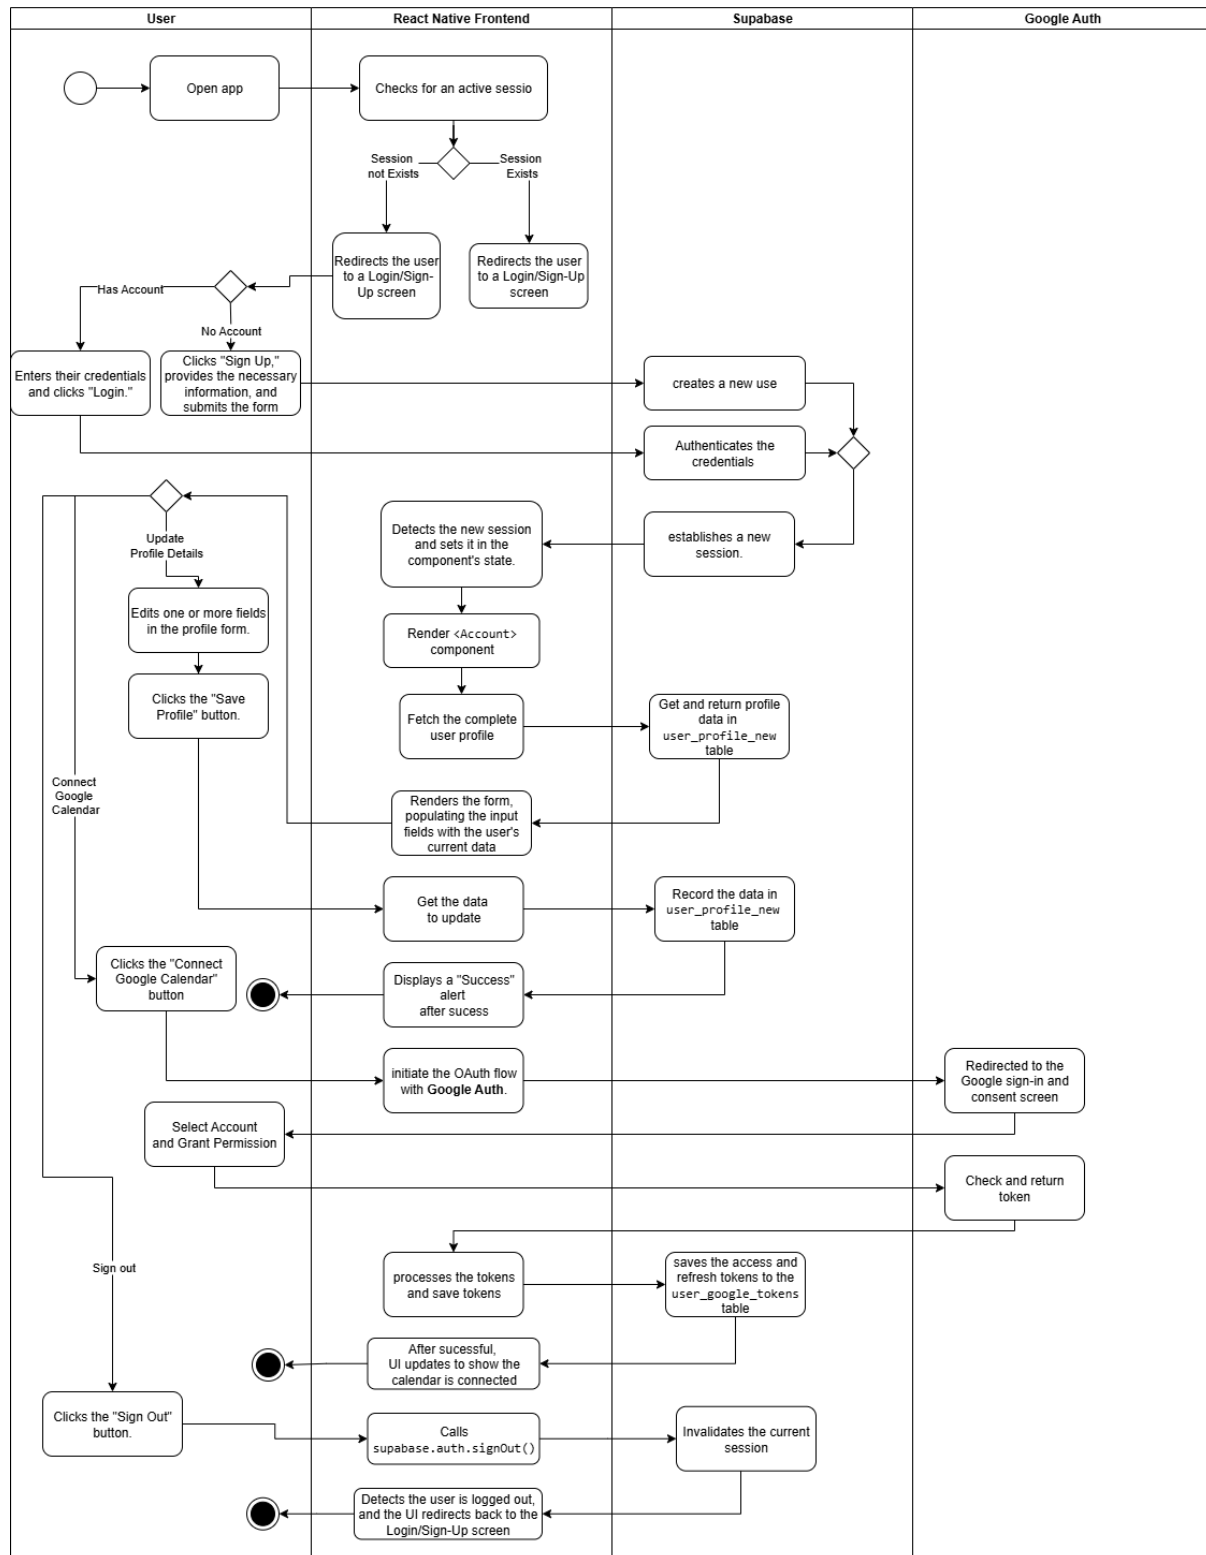 User
React Native Frontend
Supabase
Google Auth
Open app
Checks for an active sessio
Session
not Exists
Session
Exists
Redirects the user
to a Login/Sign-
Up screen
Redirects the user
to a Login/Sign-Up
screen
Has Account
No Account
Enters their credentials
and clicks "Login."
Clicks "Sign Up,"
provides the necessary
information, and
submits the form
creates a new use
Authenticates the
credentials
establishes a new
session.
Detects the new session
and sets it in the
component's state.
Update
Profile Details
Edits one or more fields
in the profile form.
Render <Account>
component
Clicks the "Save
Profile" button.
Fetch the complete
user profile
Get and return profile
data in
user_profile_new
table
Connect
Google
Calendar
Renders the form,
populating the input
fields with the user's
current data
Get the data
to update
Record the data in
user_profile_new
table
Clicks the "Connect
Google Calendar"
button
Displays a "Success"
alert
after sucess
initiate the OAuth flow
with Google Auth.
Redirected to the
Google sign-in and
consent screen
Select Account
and Grant Permission
Check and return
token
Sign out
processes the tokens
and save tokens
saves the access and
refresh tokens to the
user_google_tokens
table
After sucessful,
UI updates to show the
calendar is connected
Clicks the "Sign Out"
button.
Calls
supabase.auth.signOut()
Invalidates the current
session
Detects the user is logged out,
and the UI redirects back to the
Login/Sign-Up screen